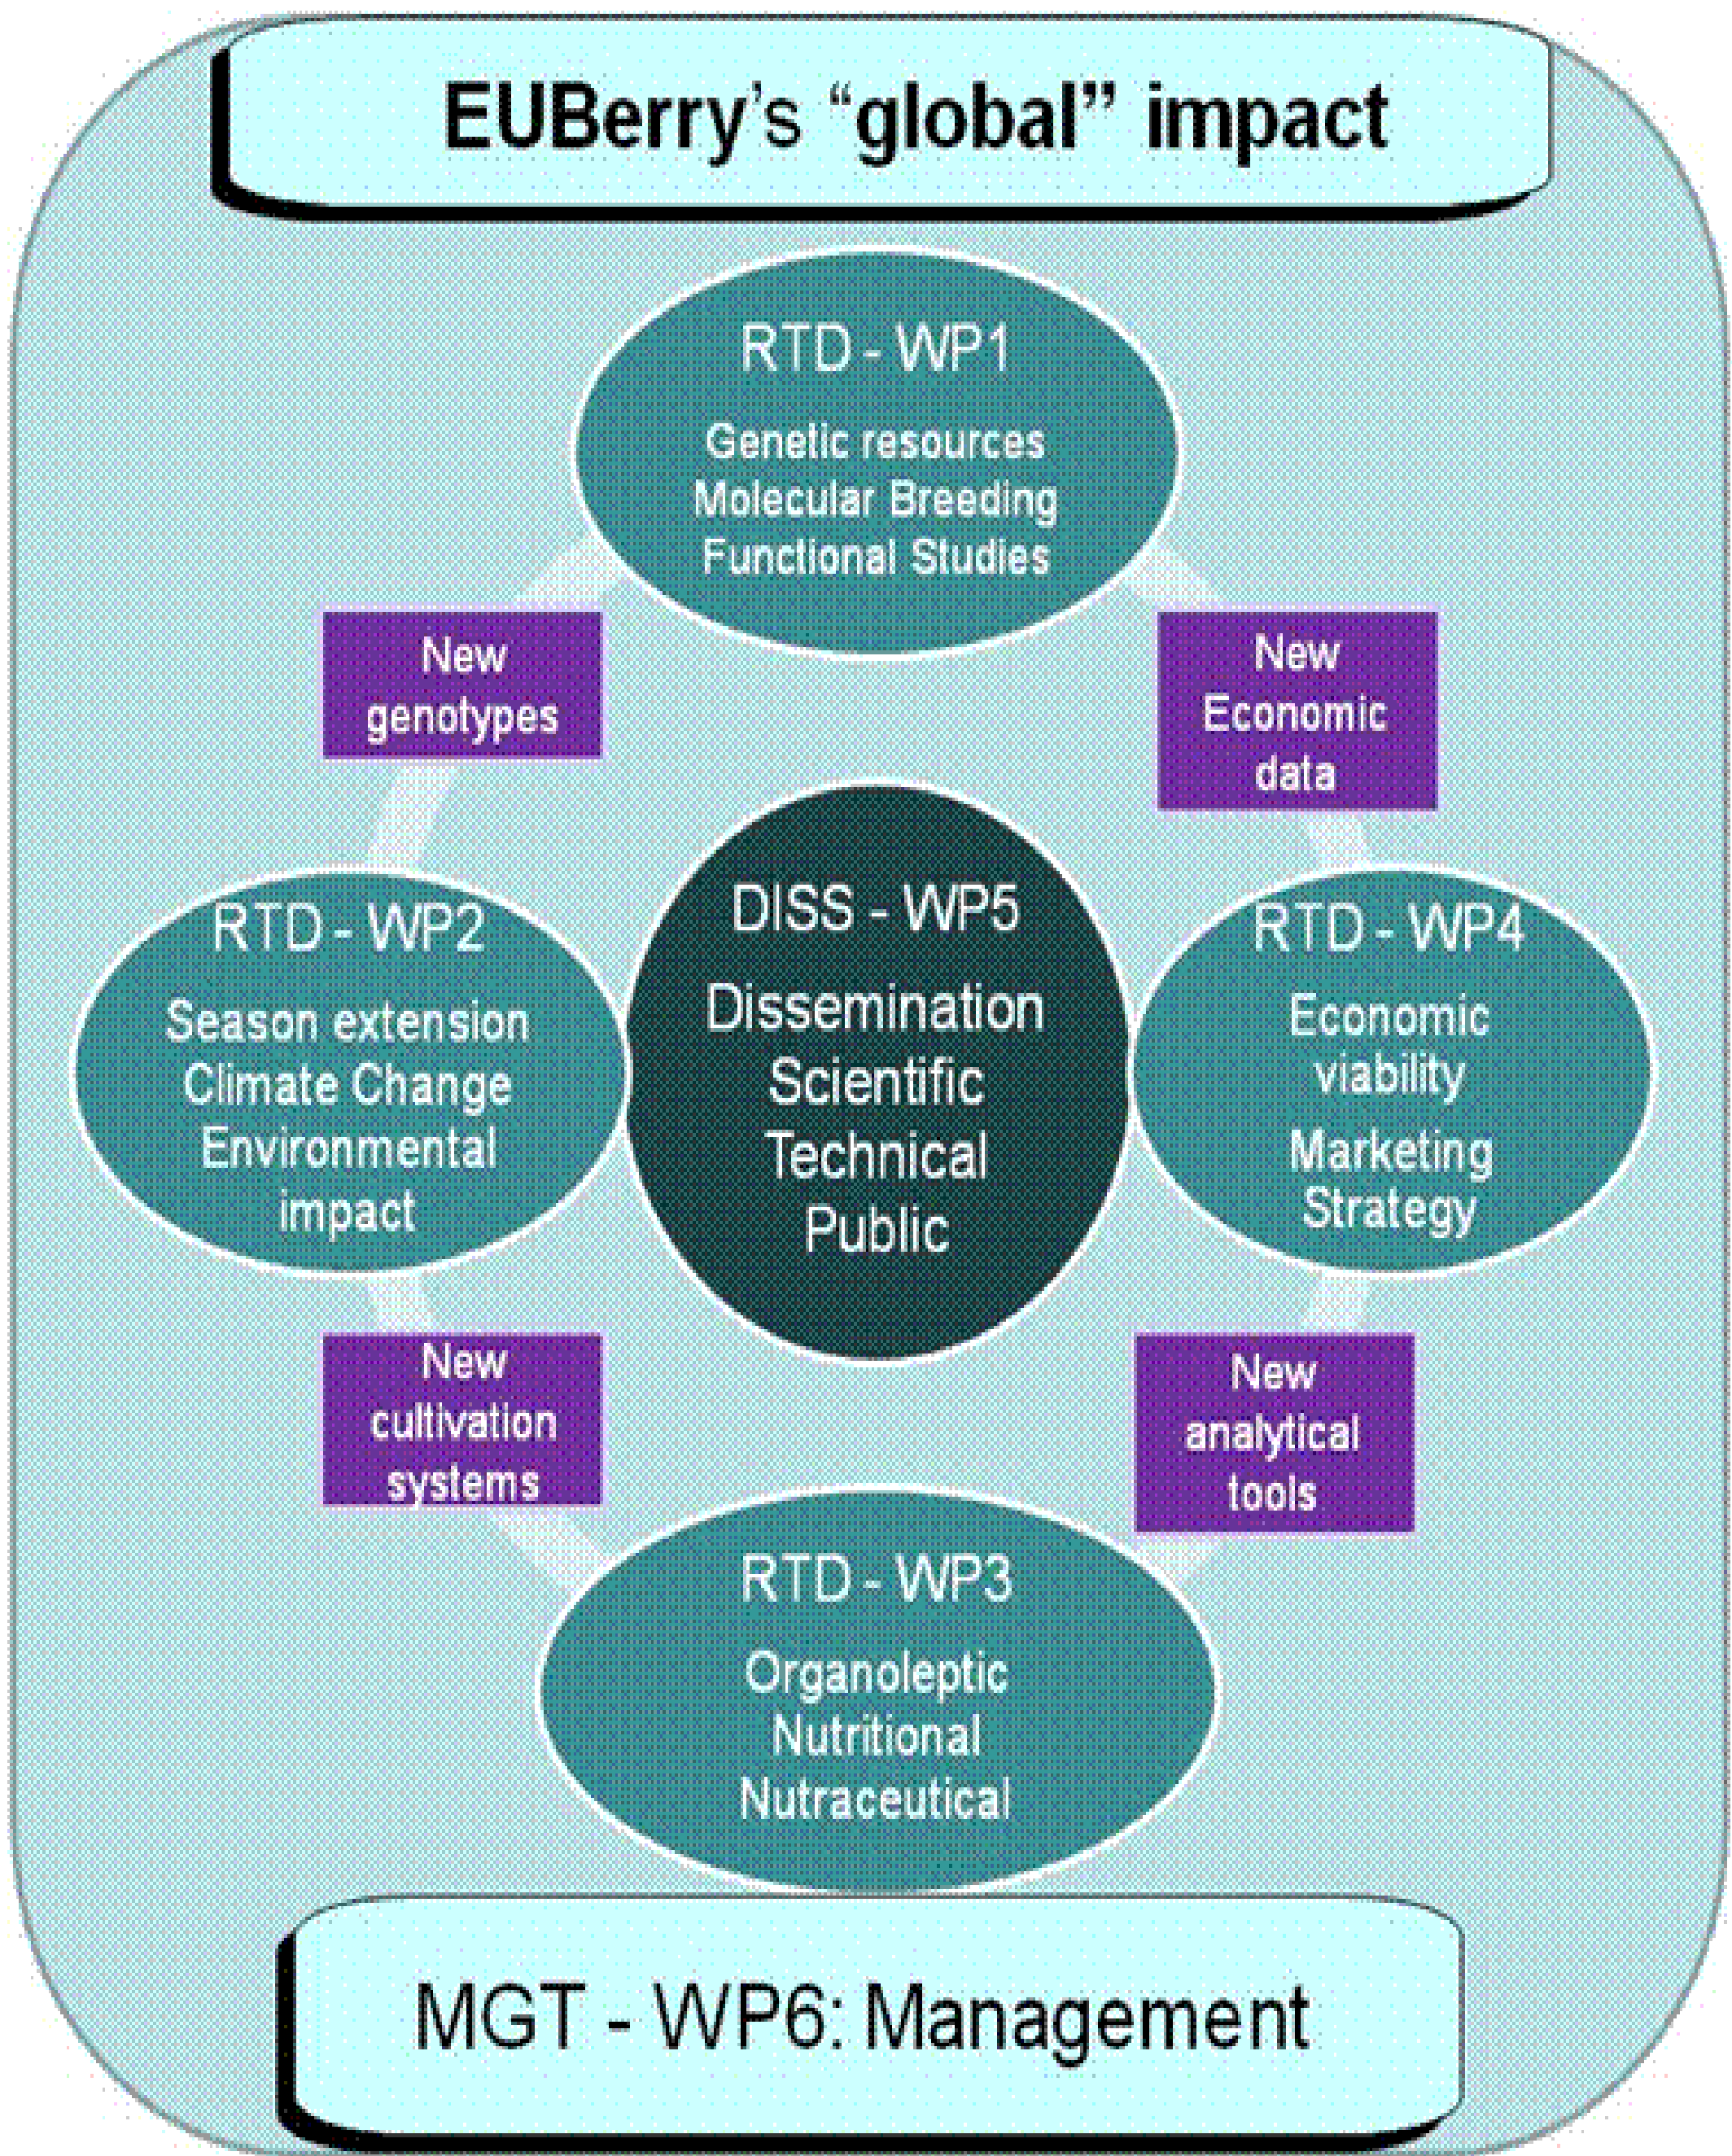 EUBerry's “global” impact
RTD - WP1
Genetic resources
Molecular Breeding
Functional Studies
New
genotypes
New
Economic
data
RTD - WP2
Season extension
Climate Change
Environmental
impact
DISS - WP5
Dissemination
Scientific
Technical
Public
RTD - WP4
Economic
viability
Marketing
Strategy
New
cultivation
systems
New
analytical
tools
RTD - WP3
Organoleptic
Nutritional
Nutraceutical
MGT - WP6: Management